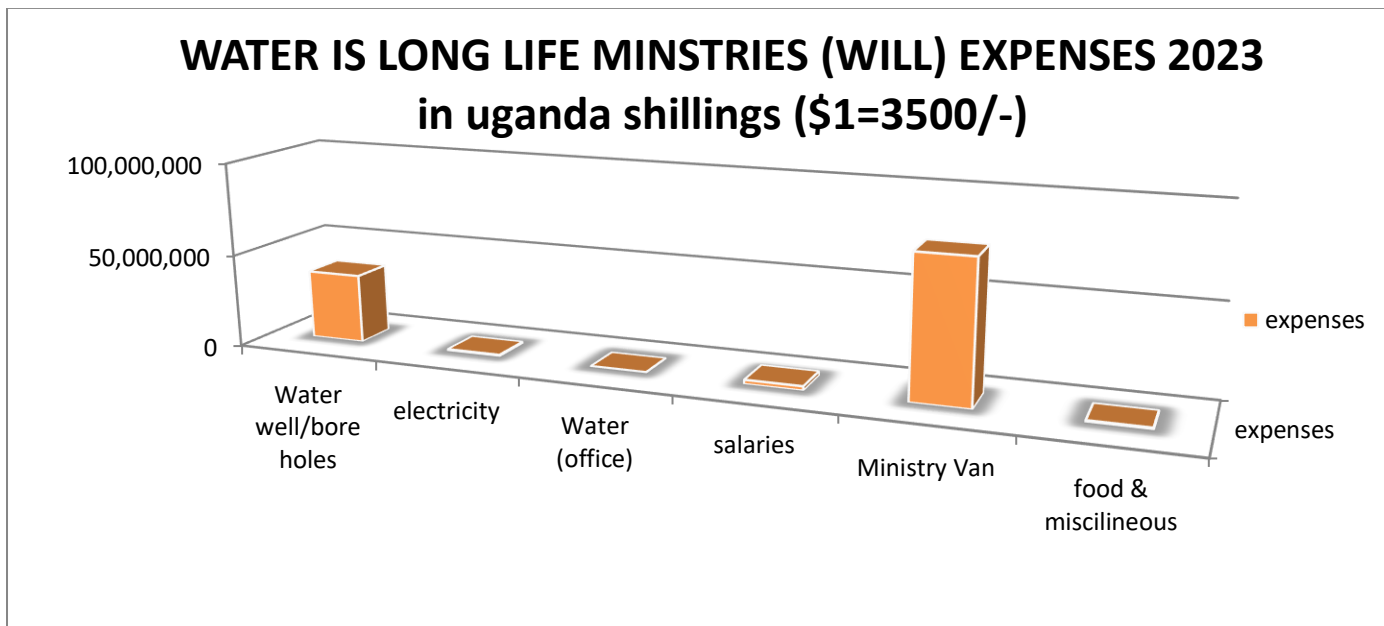 WATER IS LONG LIFE MINSTRIES (WILL) EXPENSES 2023
in uganda shillings ($1=3500/-)
100,000,000
50,000,000
0
Water
well/bore
holes
electricity
Water
(office)
salaries
Ministry Van
food &
miscilineous
expenses
expenses